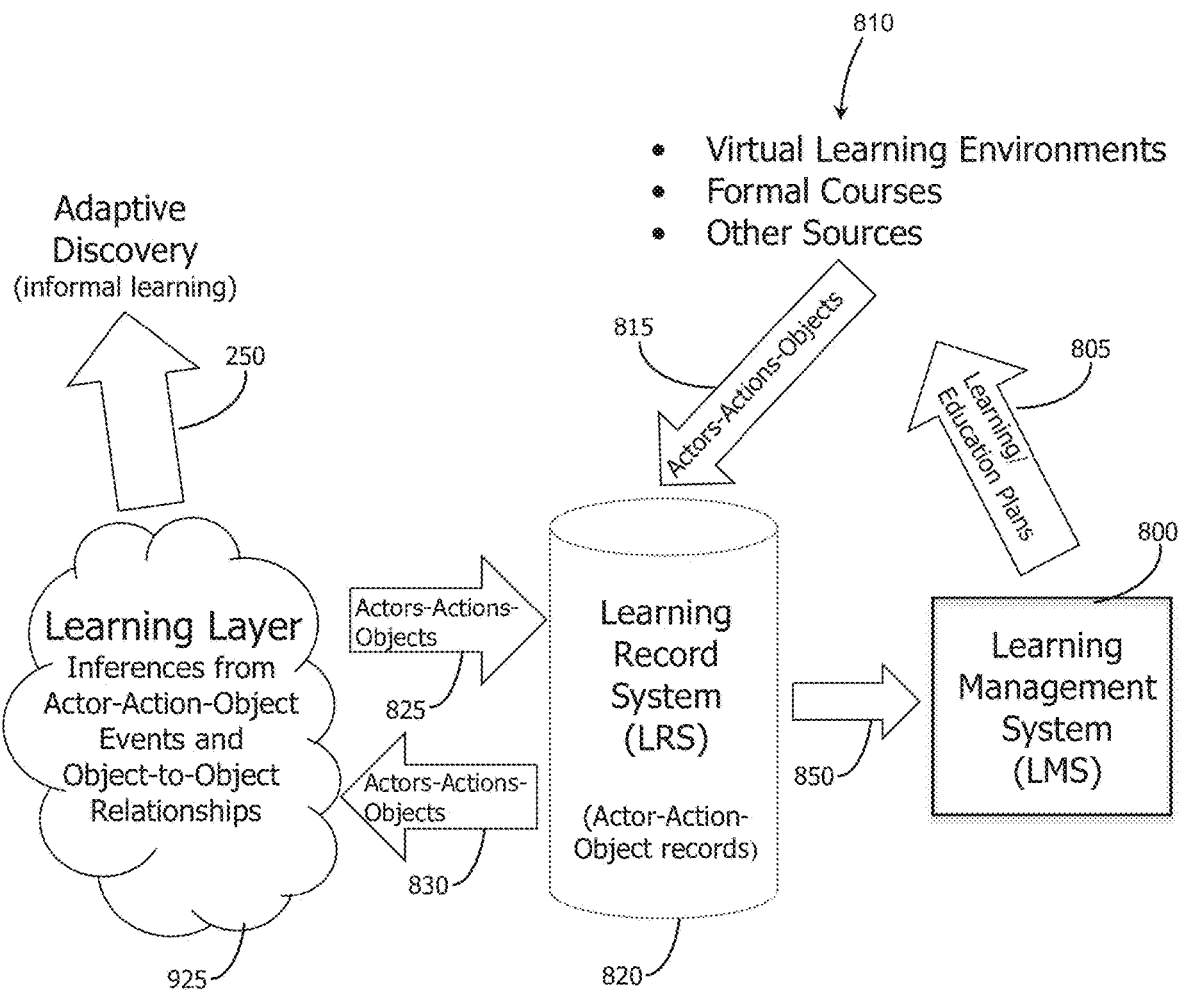 810
• Virtual Learning Environments
• Formal Courses
• Other Sources
Adaptive
Discovery
(informal learning)
815
Actors-Actions-Objects
805
Learning/
Education Plans
250
800
Learning Layer
Inferences from
Actor-Action-Object
Events and
Object-to-Object
Relationships
Actors-Actions-
Objects
825
Actors-Actions-
Objects
830
Learning
Record
System
(LRS)
(Actor-Action-
Object records)
850
Learning
Management
System
(LMS)
925
820